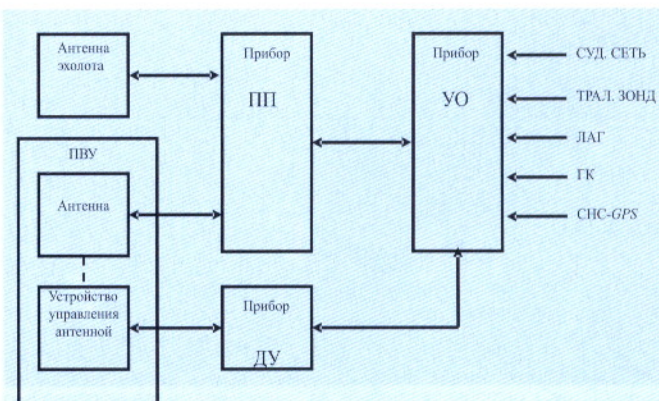 Антенна
эхолота
Прибор
ПП
Прибор
УО
СУД. СЕТЬ
ТРАЛ. ЗОНД
ЛАГ
ГК
СНС-GPS
ПВУ
Антенна
Устройство
управления
антенной
Прибор
ДУ